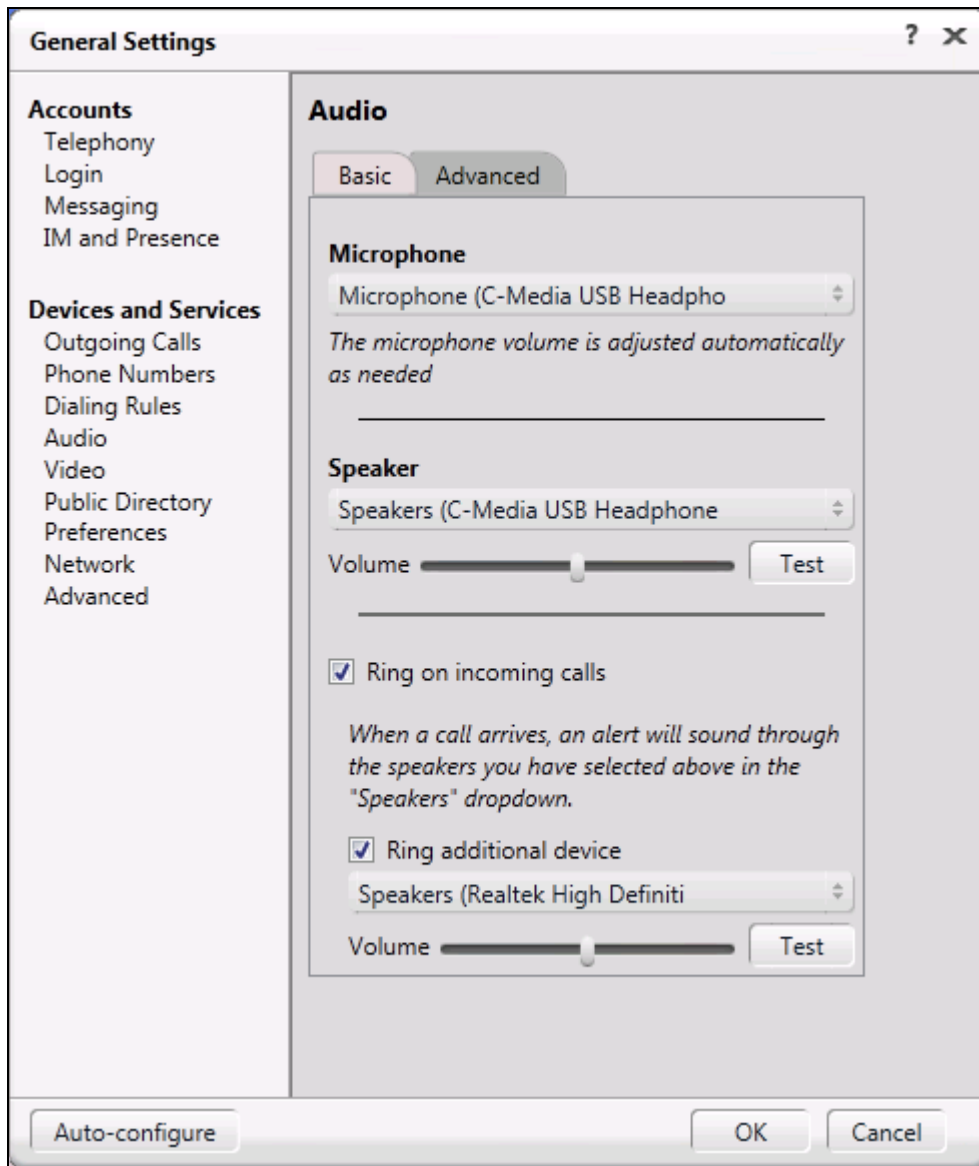 General Settings
?
Accounts
Telephony
Login
Messaging
IM and Presence
Devices and Services
Outgoing Calls
Phone Numbers
Dialing Rules
Audio
Video
Public Directory
Preferences
Network
Advanced
Audio
Basic
Advanced
Microphone
Microphone (C-Media USB Headpho
The microphone volume is adjusted automatically
as needed
Speaker
Speakers (C-Media USB Headphone
Volume
Test
Ring on incoming calls
When a call arrives, an alert will sound through
the speakers you have selected above in the
"Speakers" dropdown.
Ring additional device
Speakers (Realtek High Definiti
Volume
Test
Auto-configure
OK
Cancel